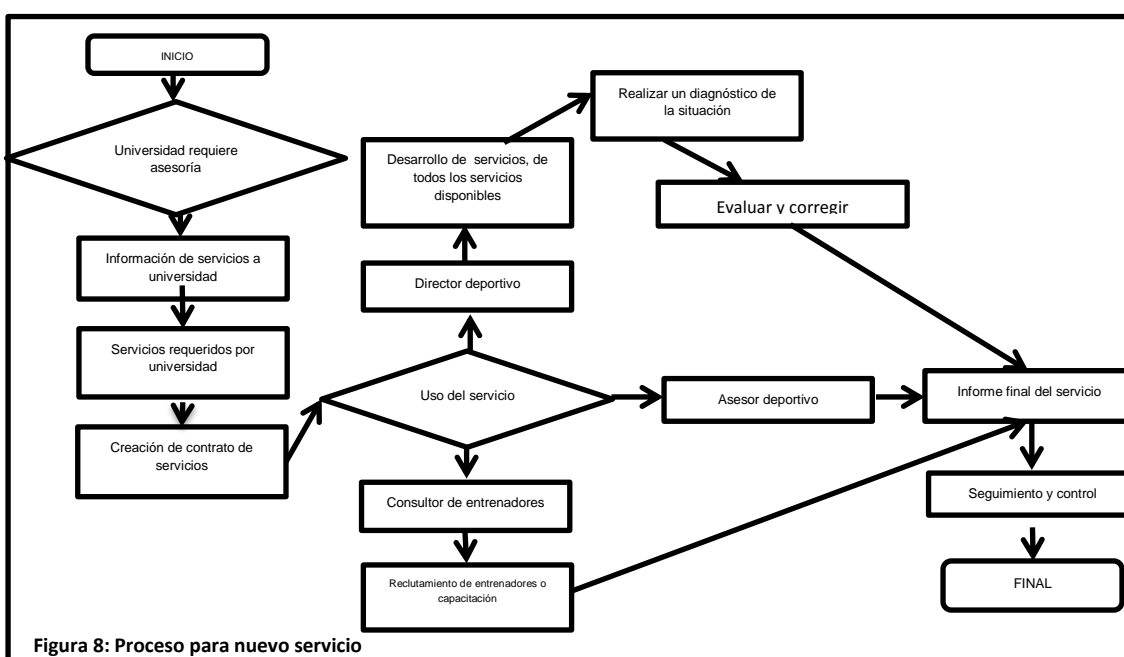 INICIO
Universidad requiere
asesoría
Información de servicios a
universidad
Servicios requeridos por
universidad
Creación de contrato de
servicios
Uso del servicio
Director deportivo
Desarrollo de servicios, de
todos los servicios
disponibles
Realizar un diagnóstico de
la situación
Evaluar y corregir
Asesor deportivo
Consultor de entrenadores
Reclutamiento de entrenadores o
capacitación
Informe final del servicio
Seguimiento y control
FINAL
Figura 8: Proceso para nuevo servicio